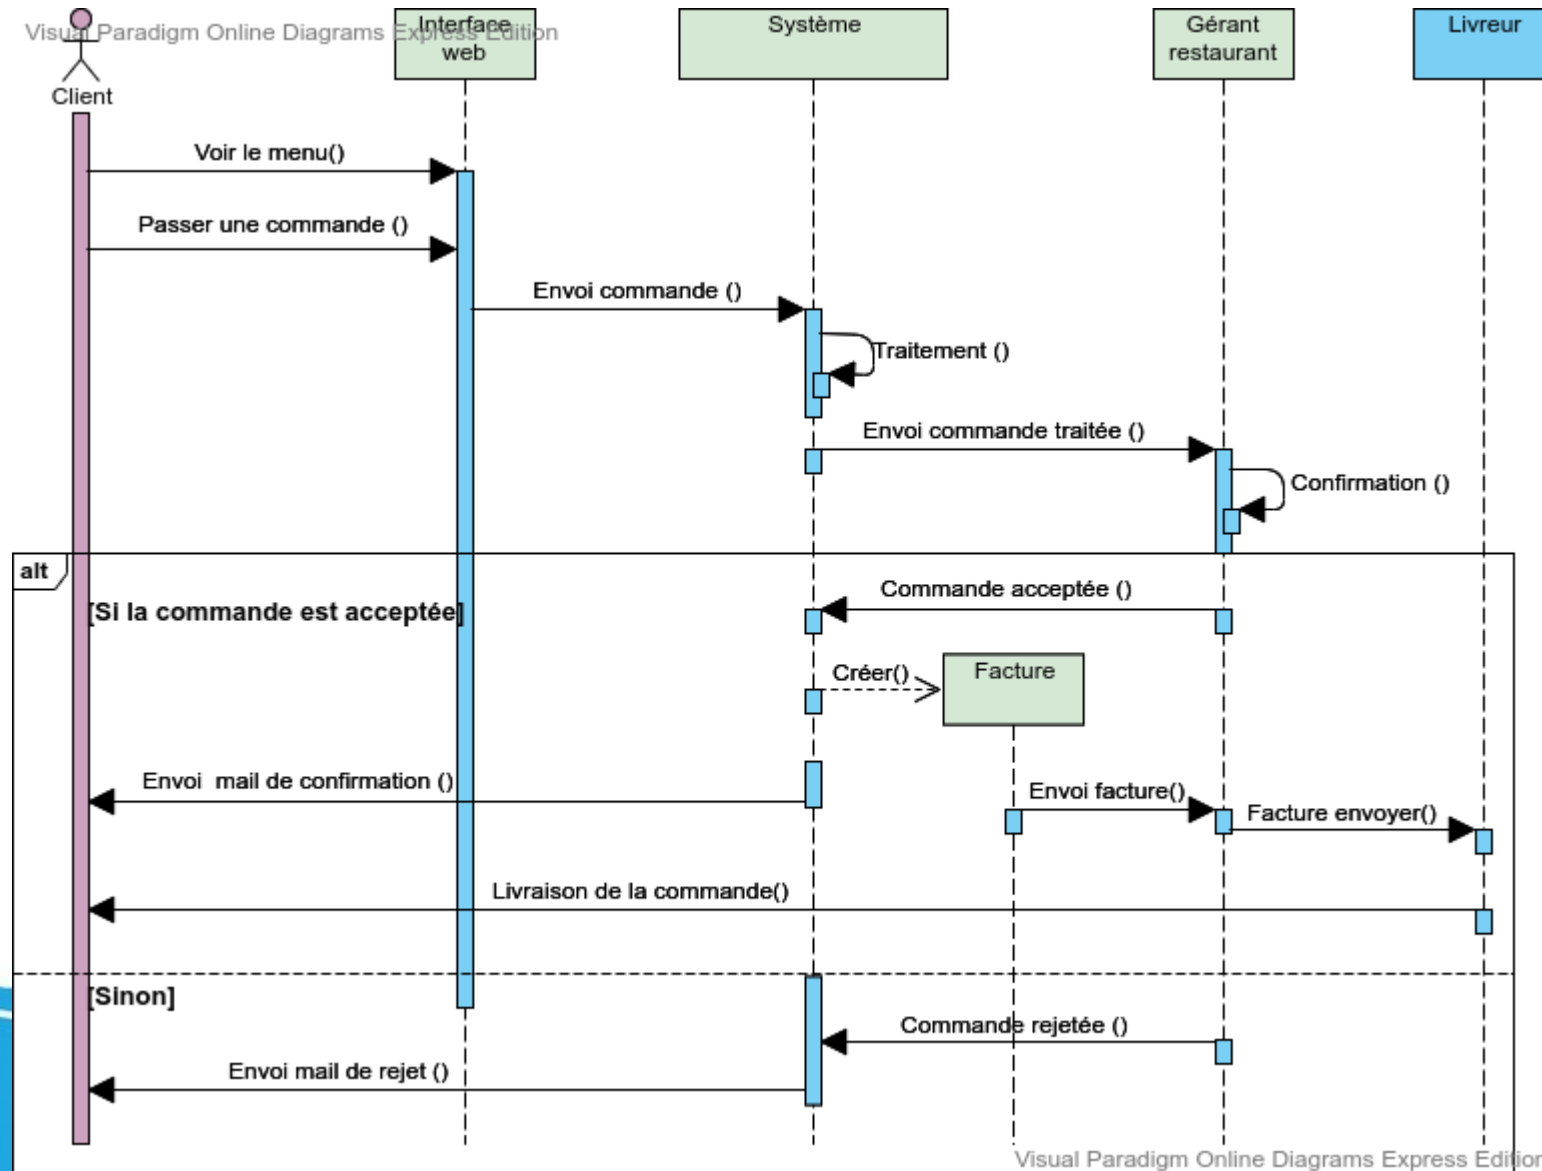 Visual Paradigm Online Diagrams Express Edition
Client
Interface
web
Système
Gérant
restaurant
Livreur
Voir le menu()
Passer une commande ()
Envoi commande ()
Traitement ()
Envoi commande traitée ()
Confirmation ()
alt
[Si la commande est acceptée]
Commande acceptée ()
Créer()
Facture
Envoi  mail de confirmation ()
Envoi facture()
Facture envoyer()
Livraison de la commande()
[Sinon]
Commande rejetée ()
Envoi mail de rejet ()
Visual Paradigm Online Diagrams Express Edition